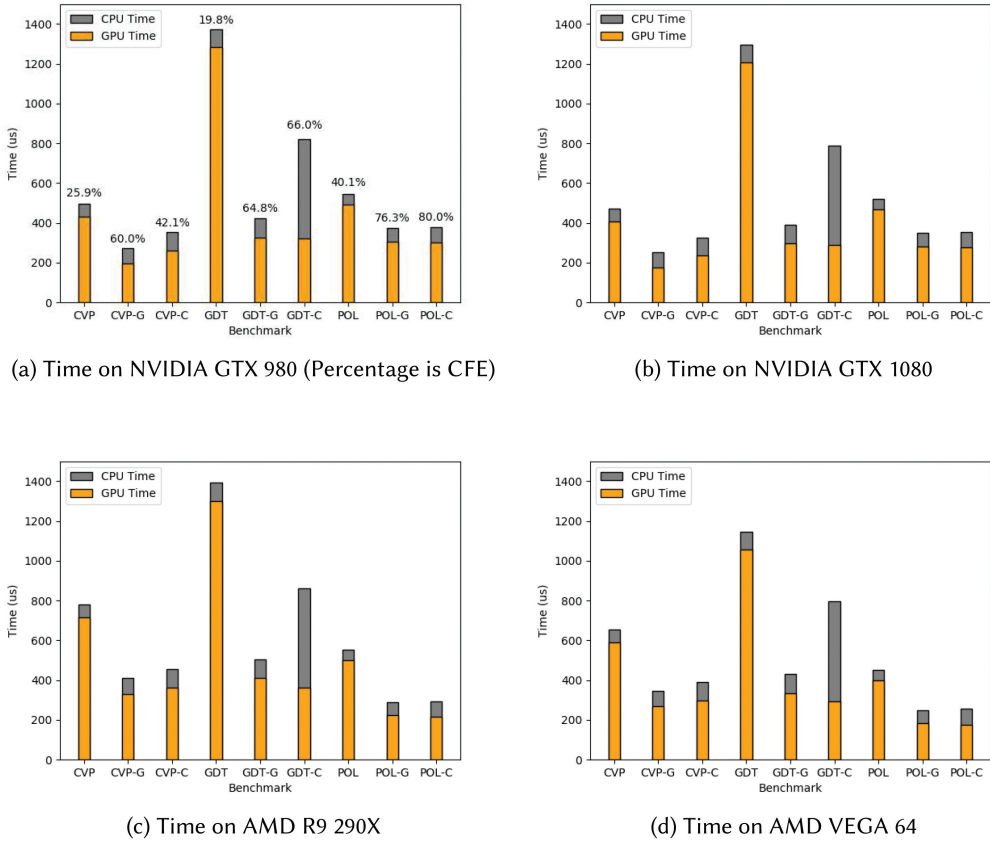 CPU Time
GPU Time
1400
1200
1000
800
600
400
200
0
Time (us)
25.9%
60.0%
42.1%
19.8%
64.8%
66.0%
40.1%
76.3%
80.0%
CVP CVP-G CVP-C GDT GDT-G GDT-C POL POL-G POL-C
Benchmark
(a) Time on NVIDIA GTX 980 (Percentage is CFE)
CPU Time
GPU Time
1400
1200
1000
800
600
400
200
0
Time (us)
CVP CVP-G CVP-C GDT GDT-G GDT-C POL POL-G POL-C
Benchmark
(b) Time on NVIDIA GTX 1080
CPU Time
GPU Time
1400
1200
1000
800
600
400
200
0
Time (us)
CVP CVP-G CVP-C GDT GDT-G GDT-C POL POL-G POL-C
Benchmark
(c) Time on AMD R9 290X
CPU Time
GPU Time
1400
1200
1000
800
600
400
200
0
Time (us)
CVP CVP-G CVP-C GDT GDT-G GDT-C POL POL-G POL-C
Benchmark
(d) Time on AMD VEGA 64